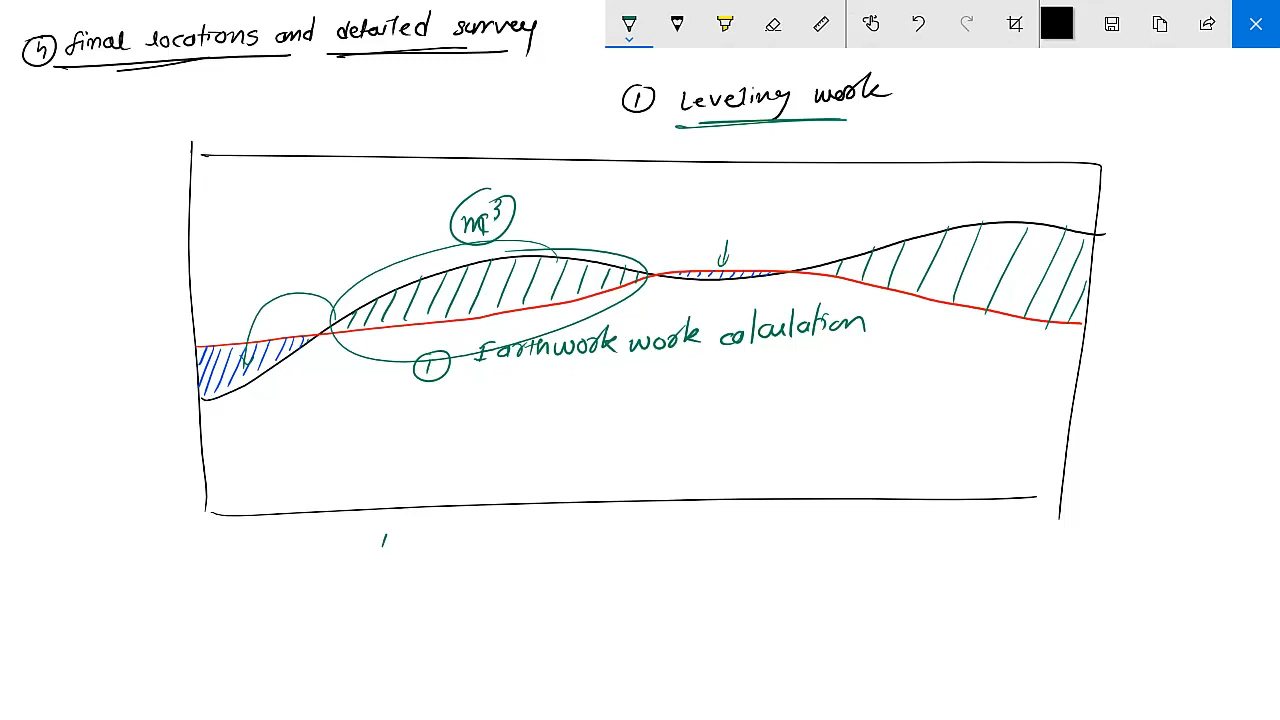 ④ final locations and detailed survey
① Leveling work
m³
① Earthwork work calculation